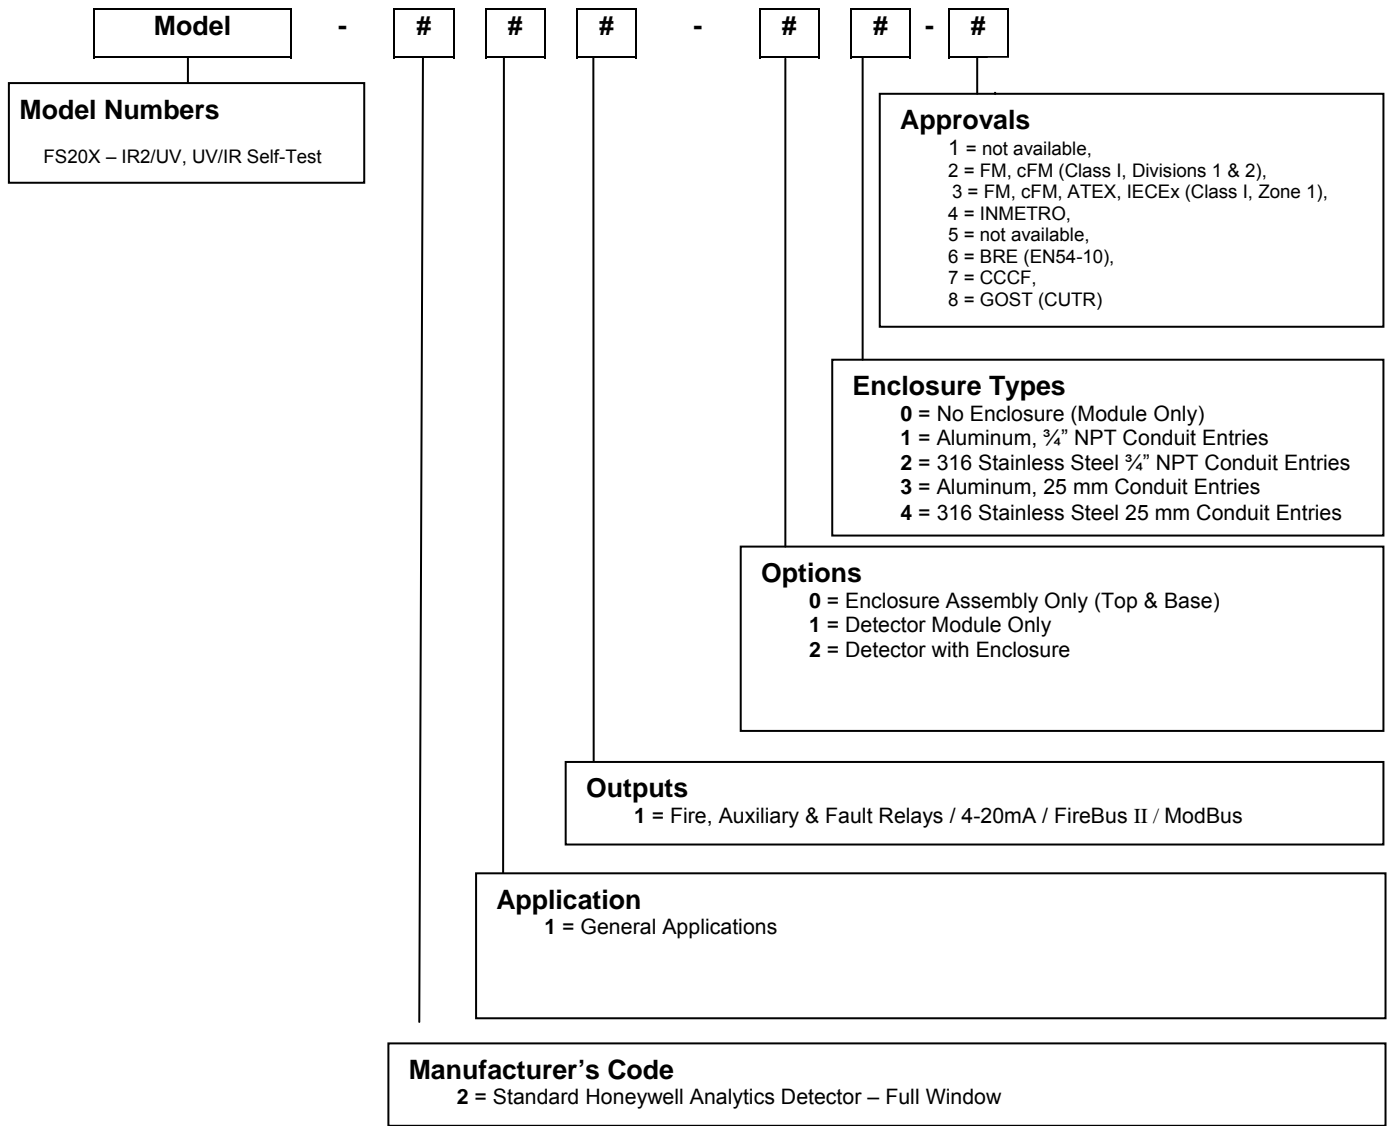 Model - # # # - # # - #
Model Numbers
FS20X – IR2/UV, UV/IR Self-Test
Approvals
1 = not available,
2 = FM, cFM (Class I, Divisions 1 & 2),
3 = FM, cFM, ATEX, IECEx (Class I, Zone 1),
4 = INMETRO,
5 = not available,
6 = BRE (EN54-10),
7 = CCCF,
8 = GOST (CUTR)
Enclosure Types
0 = No Enclosure (Module Only)
1 = Aluminum, ¾” NPT Conduit Entries
2 = 316 Stainless Steel ¾” NPT Conduit Entries
3 = Aluminum, 25 mm Conduit Entries
4 = 316 Stainless Steel 25 mm Conduit Entries
Options
0 = Enclosure Assembly Only (Top & Base)
1 = Detector Module Only
2 = Detector with Enclosure
Outputs
1 = Fire, Auxiliary & Fault Relays / 4-20mA / FireBus II / ModBus
Application
1 = General Applications
Manufacturer’s Code
2 = Standard Honeywell Analytics Detector – Full Window